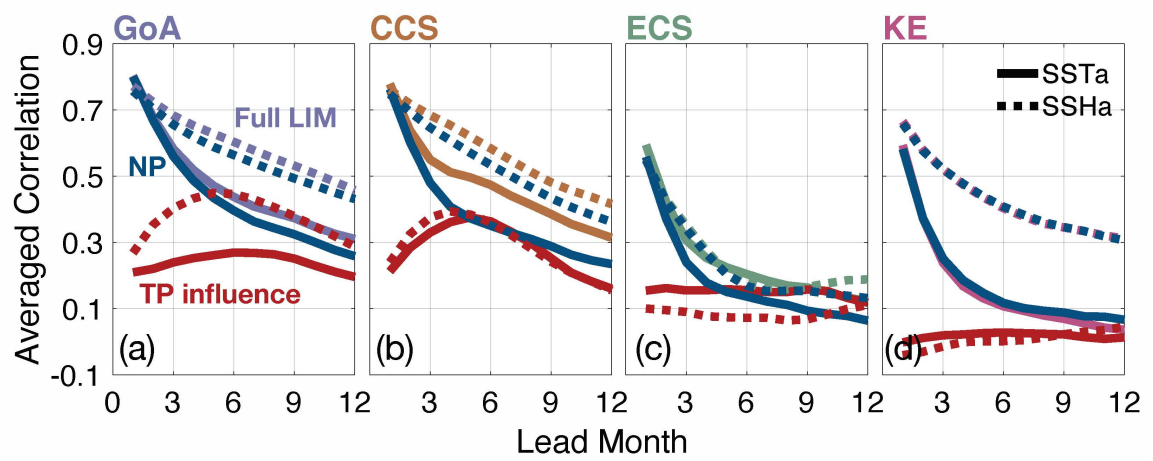 GoA CCS ECS KE
Averaged Correlation
0.9
0.7
0.5
0.3
0.1
-0.1
Full LIM
NP
TP influence
SSTa
SSHa
(a) (b) (c) (d)
0 3 6 9 12 3 6 9 12 3 6 9 12 3 6 9 12
Lead Month